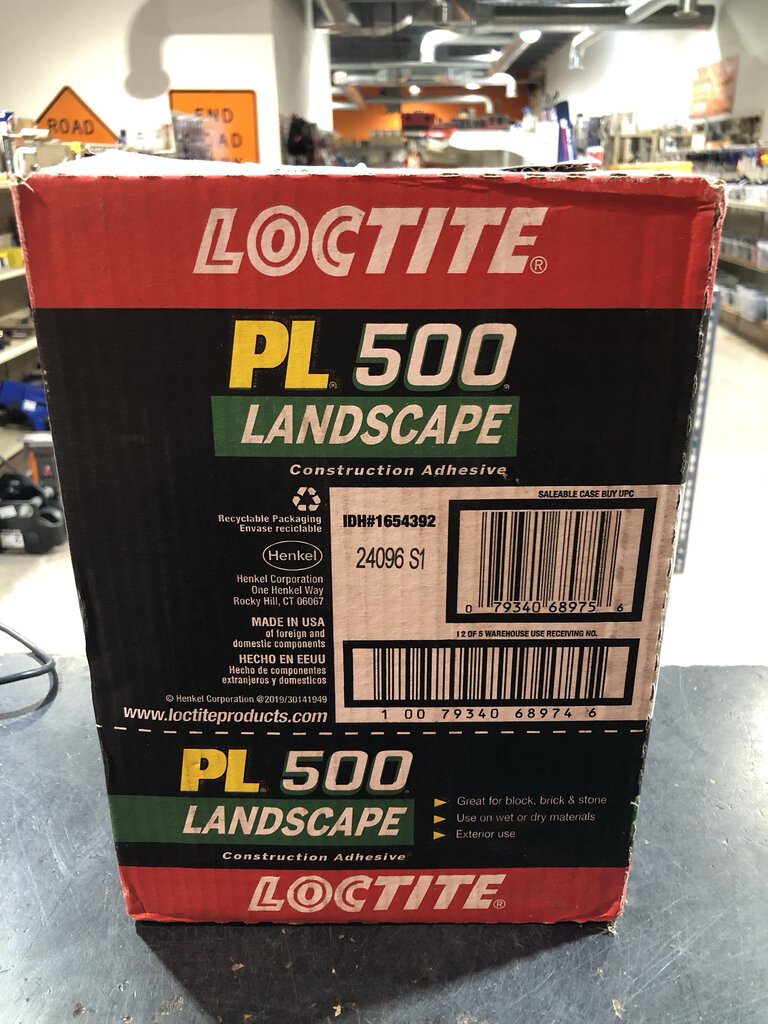 ROAD
END
LOCTITE®
PL® 500®
LANDSCAPE
Construction Adhesive
Recyclable Packaging
Envase reciclable
Henkel
Henkel Corporation
One Henkel Way
Rocky Hill, CT 06067
MADE IN USA
of foreign and
domestic components
HECHO EN EEUU
Hecho de componentes
extranjeros y domesticos
© Henkel Corporation @2019/30141949
www.loctiteproducts.com
IDH#1654392
24096 S1
SALEABLE CASE BUY UPC
0 79340 68975 6
I 2 OF 5 WAREHOUSE USE RECEIVING NO.
1 00 79340 68974 6
PL® 500
LANDSCAPE
Construction Adhesive
Great for block, brick & stone
Use on wet or dry materials
Exterior use
LOCTITE®